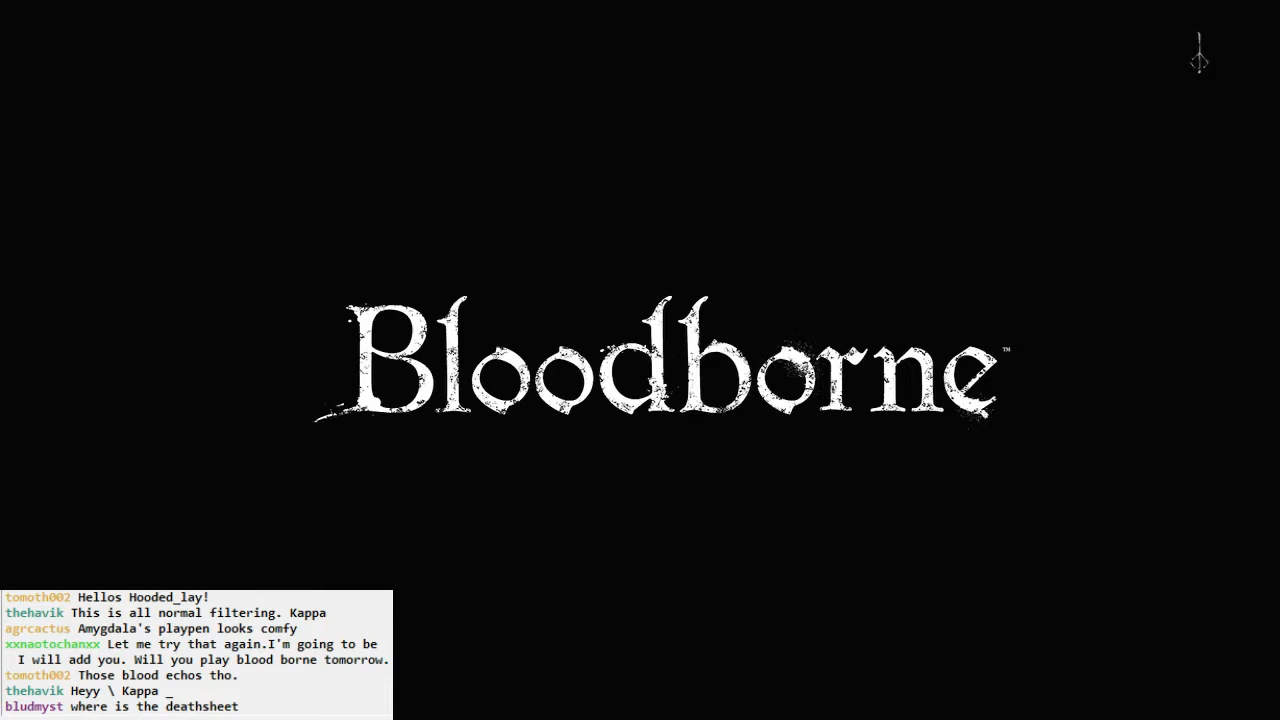 Bloodborne™
tomoth002 Hellos Hooded_lay!
thehavik This is all normal filtering. Kappa
agrcactus Amygdala's playpen looks comfy
xxnaotochanxx Let me try that again.I'm going to be
I will add you. Will you play blood borne tomorrow.
tomoth002 Those blood echos tho.
thehavik Heyy \ Kappa _
bludmyst where is the deathsheet